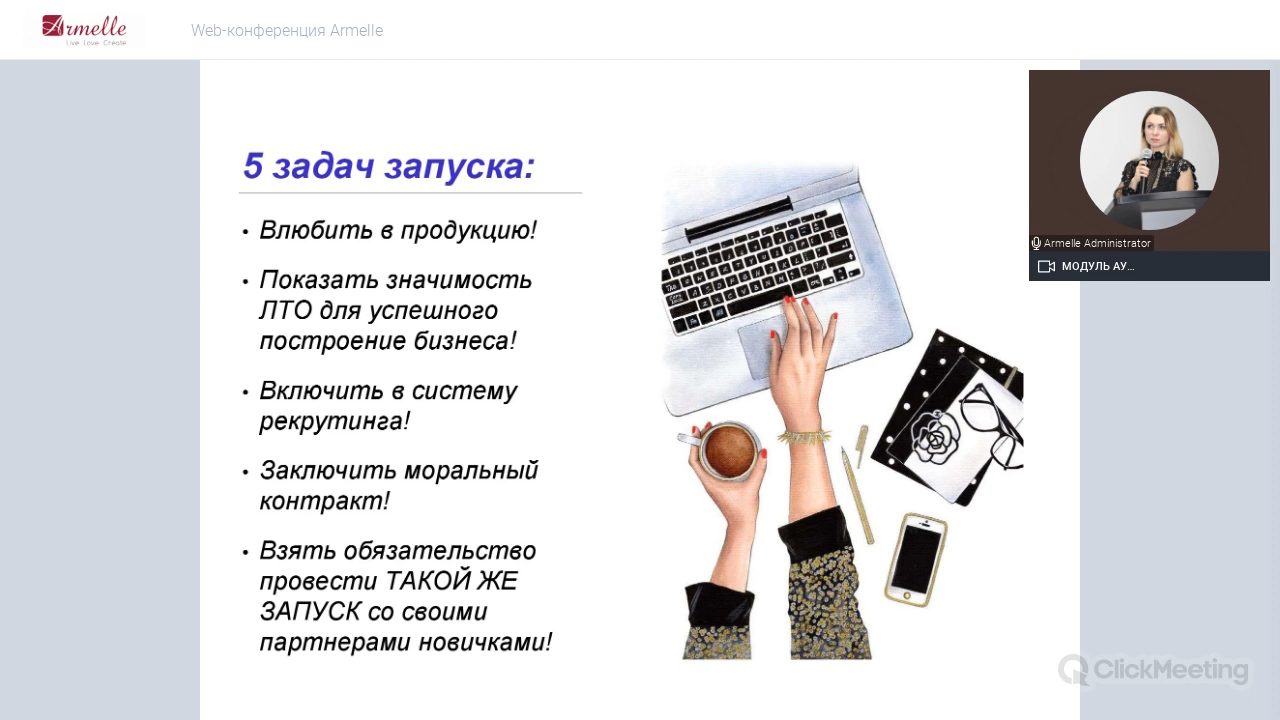 Armelle
Live Love Create
Web-конференция Armelle
5 задач запуска:
• Влюбить в продукцию!
• Показать значимость
ЛТО для успешного
построение бизнеса!
• Включить в систему
рекрутинга!
• Заключить моральный
контракт!
• Взять обязательство
провести ТАКОЙ ЖЕ
ЗАПУСК со своими
партнерами новичками!
Armelle Administrator
МОДУЛЬ АУ...
ClickMeeting